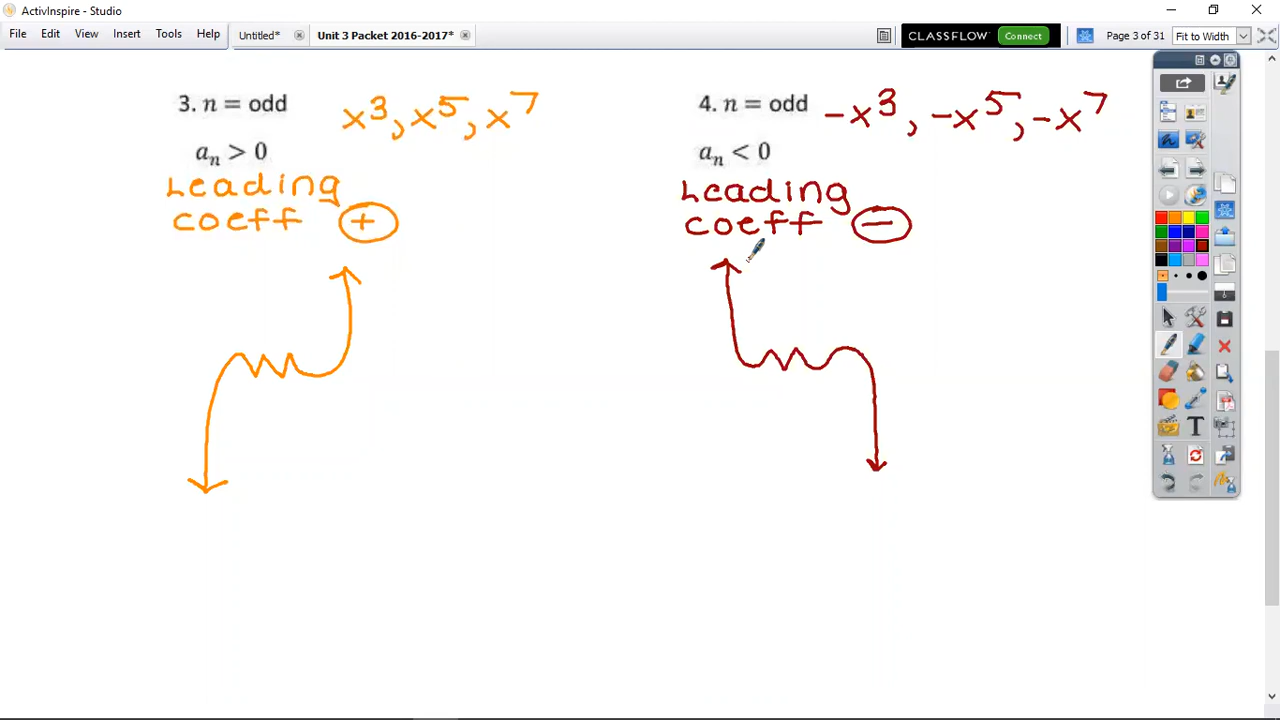 ActivInspire - Studio
File Edit View Insert Tools Help Untitled* Unit 3 Packet 2016-2017* CLASSFLOW Connect Page 3 of 31 Fit to Width
3. n = odd x³, x⁵, x⁷
aₙ > 0
Leading
coeff +
4. n = odd -x³, -x⁵, -x⁷
aₙ < 0
Leading
coeff −